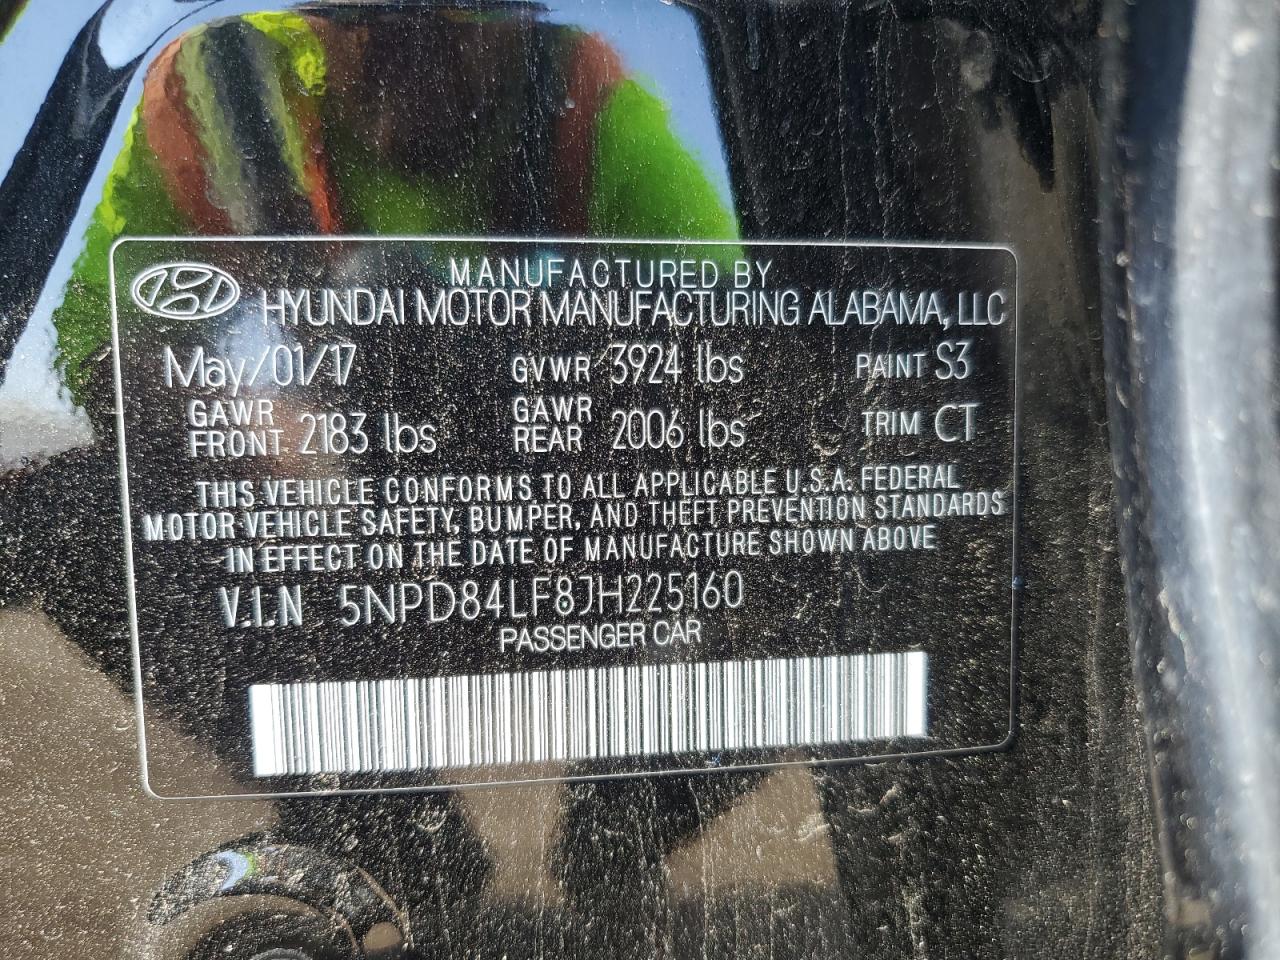 MANUFACTURED BY
HYUNDAI MOTOR MANUFACTURING ALABAMA, LLC
May/01/17 GVWR 3924 lbs PAINT S3
GAWR FRONT 2183 lbs GAWR REAR 2006 lbs TRIM CT
THIS VEHICLE CONFORMS TO ALL APPLICABLE U.S.A. FEDERAL
MOTOR VEHICLE SAFETY, BUMPER, AND THEFT PREVENTION STANDARDS
IN EFFECT ON THE DATE OF MANUFACTURE SHOWN ABOVE
V.I.N 5NPD84LF8JH225160
PASSENGER CAR